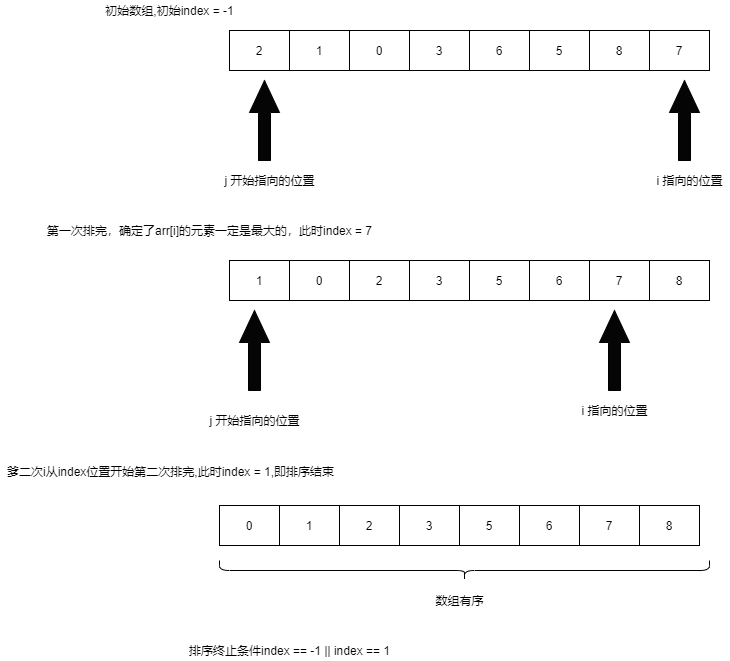 初始数组,初始index = -1
2 1 0 3 6 5 8 7
j 开始指向的位置 i 指向的位置
第一次排完，确定了arr[i]的元素一定是最大的，此时index = 7
1 0 2 3 5 6 7 8
i 指向的位置
j 开始指向的位置
爹二次i从index位置开始第二次排完,此时index = 1,即排序结束
0 1 2 3 5 6 7 8
数组有序
排序终止条件index == -1 || index == 1